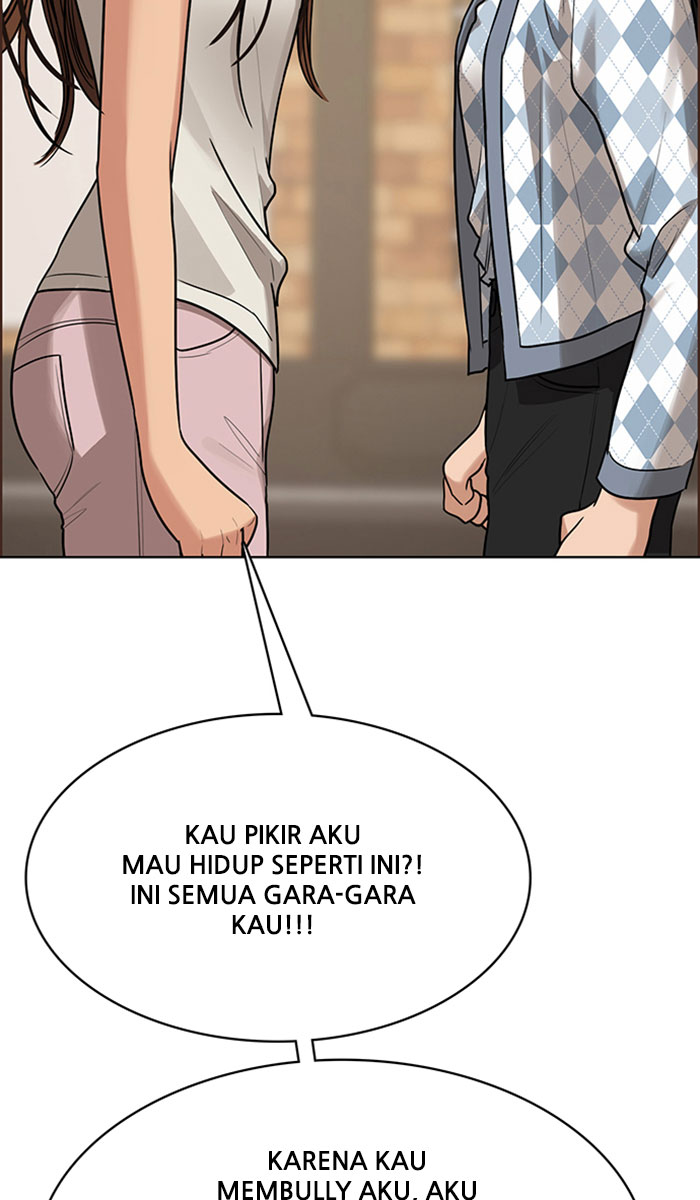 KAU PIKIR AKU
MAU HIDUP SEPERTI INI?!
INI SEMUA GARA-GARA
KAU!!!
KARENA KAU
MEMBULLY AKU, AKU